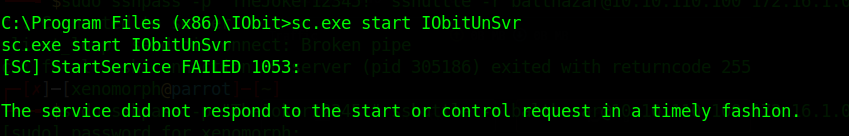 C:\Program Files (x86)\IObit>sc.exe start IObitUnSvr
sc.exe start IObitUnSvr
[SC] StartService FAILED 1053:
The service did not respond to the start or control request in a timely fashion.